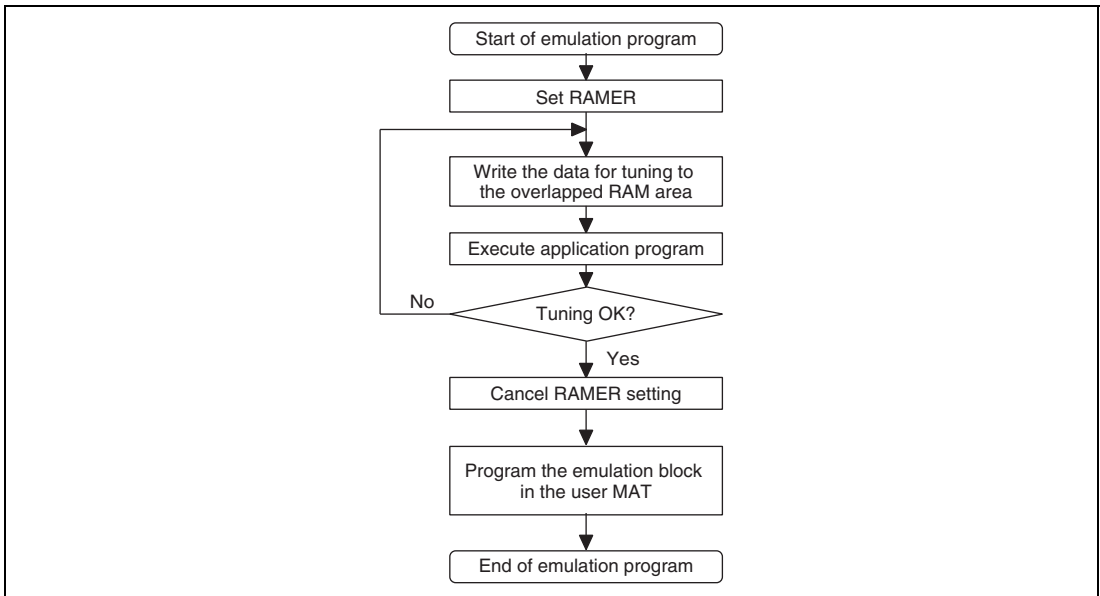 Start of emulation program
Set RAMER
Write the data for tuning to
the overlapped RAM area
Execute application program
No
Tuning OK?
Yes
Cancel RAMER setting
Program the emulation block
in the user MAT
End of emulation program